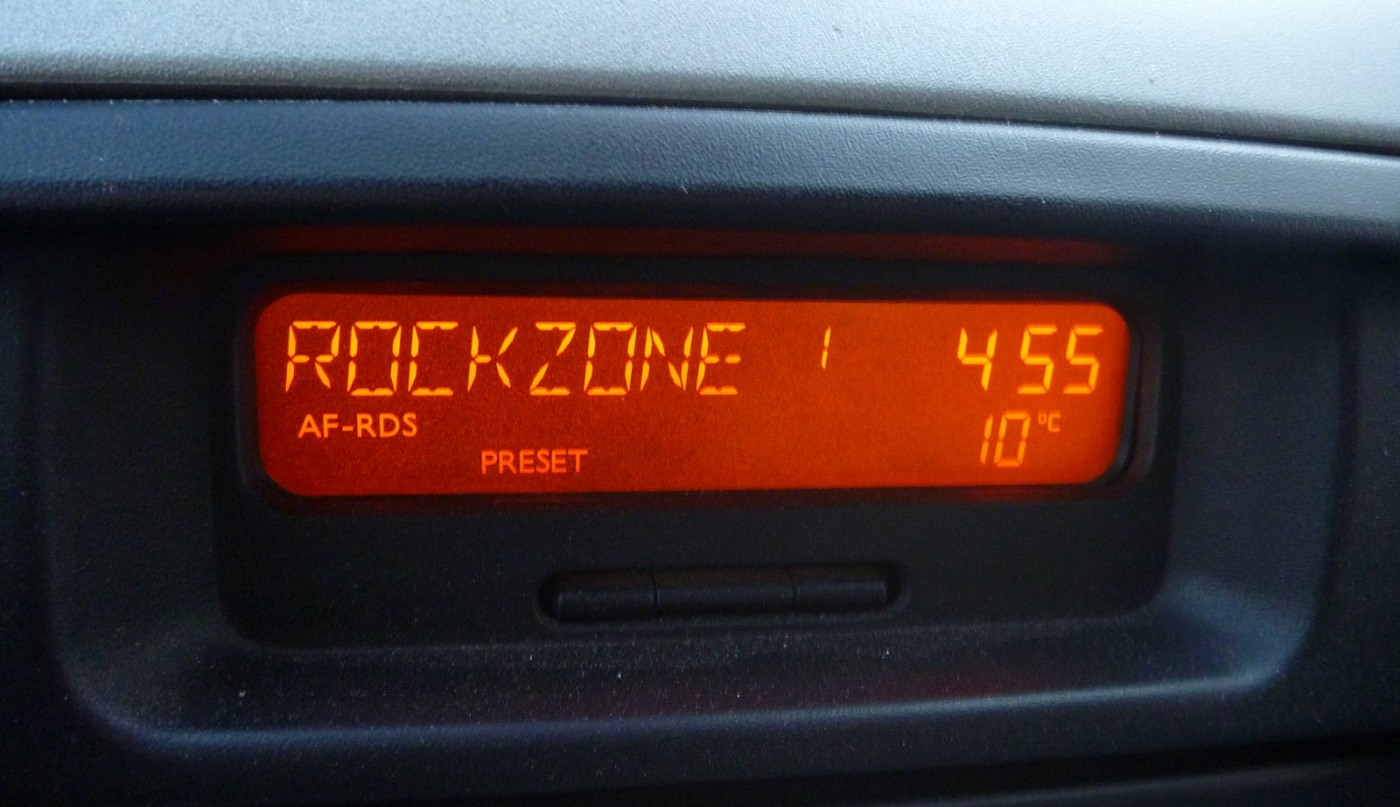 ROCKZONE 1 455
AF-RDS 10°C
PRESET